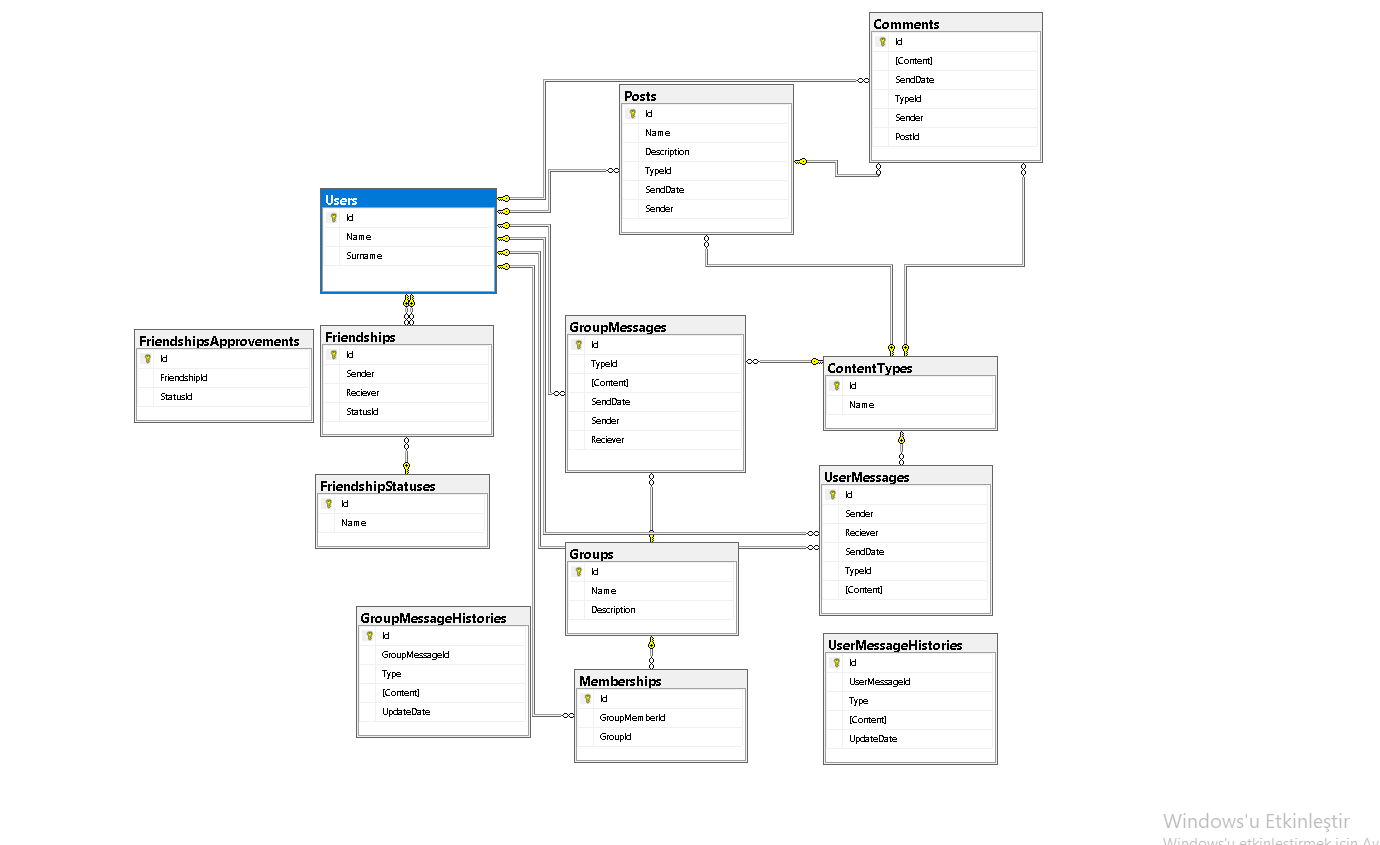 Comments
Id
[Content]
SendDate
TypeId
Sender
PostId
Posts
Id
Name
Description
TypeId
SendDate
Sender
Users
Id
Name
Surname
FriendshipsApprovements
Id
FriendshipId
StatusId
Friendships
Id
Sender
Reciever
StatusId
GroupMessages
Id
TypeId
[Content]
SendDate
Sender
Reciever
ContentTypes
Id
Name
FriendshipStatuses
Id
Name
UserMessages
Id
Sender
Reciever
SendDate
TypeId
[Content]
Groups
Id
Name
Description
GroupMessageHistories
Id
GroupMessageId
Type
[Content]
UpdateDate
Memberships
Id
GroupMemberId
GroupId
UserMessageHistories
Id
UserMessageId
Type
[Content]
UpdateDate
Windows'u Etkinleştir
Windows'u etkinleştirmek için Ay